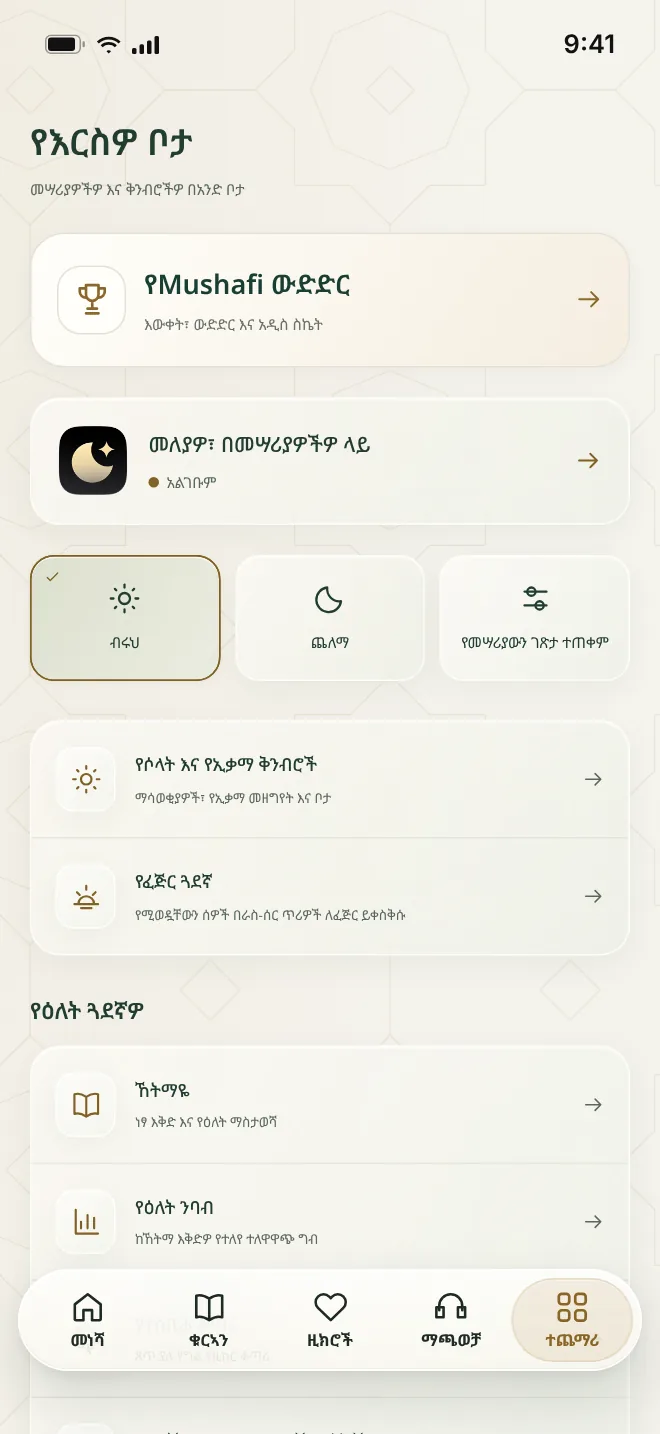 9:41
የእርስዎ ቦታ
መሣሪያዎችዎ እና ቅንብሮችዎ በአንድ ቦታ
የMushafi ውድድር
እውቀት፣ ውድድር እና አዲስ ስኬት
መለያዎ፣ በመሣሪያዎችዎ ላይ
አልገቡም
ብሩህ
ጨለማ
የመሣሪያውን ገጽታ ተጠቀም
የሶላት እና የኢቃማ ቅንብሮች
ማሳወቂያዎች፣ የኢቃማ መዘግየት እና ቦታ
የፈጅር ጓደኛ
የሚወዷቸውን ሰዎች በራስ-ሰር ጥሪዎች ለፈጅር ይቀስቅሱ
የዕለት ጓደኛዎ
ኸትማዬ
ነፃ እቅድ እና የዕለት ማስታወሻ
የዕለት ንባብ
ከኸትማ እቅድዎ የተለየ ተለዋዋጭ ግብ
መነሻ
ቁርኣን
ዚክሮች
ማጫወቻ
ተጨማሪ